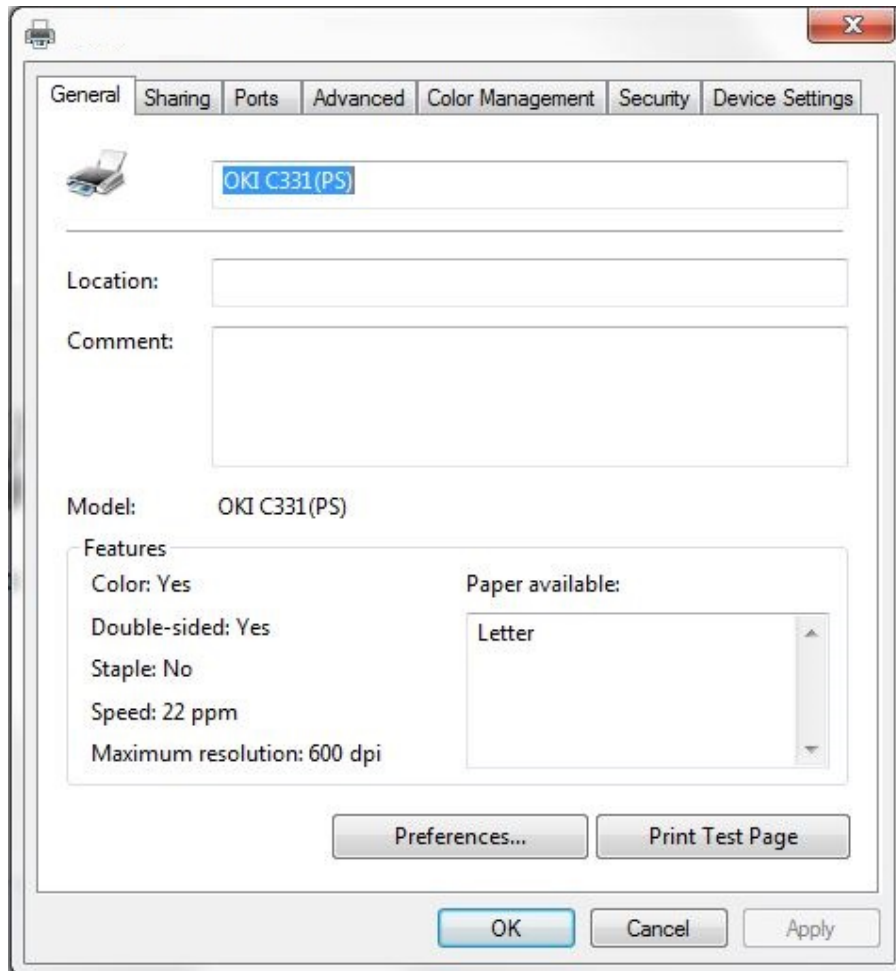 General Sharing Ports Advanced Color Management Security Device Settings
OKI C331(PS)
Location:
Comment:
Model: OKI C331(PS)
Features
Color: Yes Paper available:
Double-sided: Yes Letter
Staple: No
Speed: 22 ppm
Maximum resolution: 600 dpi
Preferences... Print Test Page
OK Cancel Apply